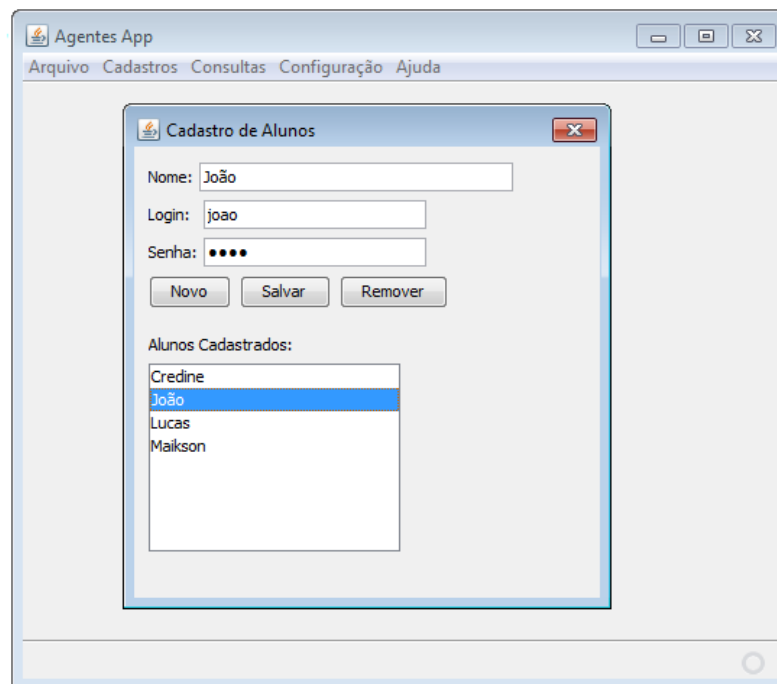 Agentes App
Arquivo Cadastros Consultas Configuração Ajuda
Cadastro de Alunos
Nome: João
Login: joao
Senha: ●●●●
Novo Salvar Remover
Alunos Cadastrados:
Credine
João
Lucas
Maikson